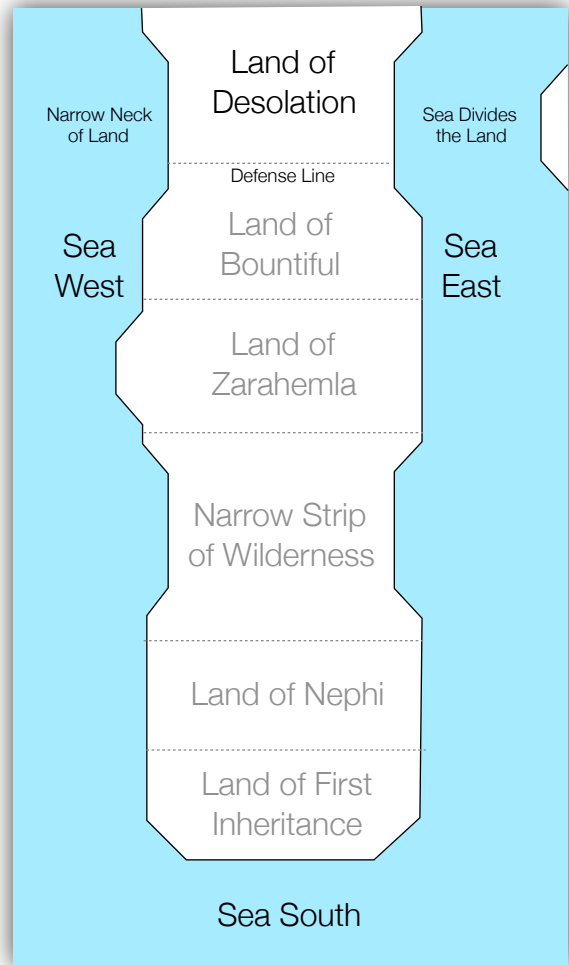 Land of
Desolation
Narrow Neck
of Land
Sea Divides
the Land
Defense Line
Land of
Bountiful
Sea
West
Sea
East
Land of
Zarahemla
Narrow Strip
of Wilderness
Land of Nephi
Land of First
Inheritance
Sea South